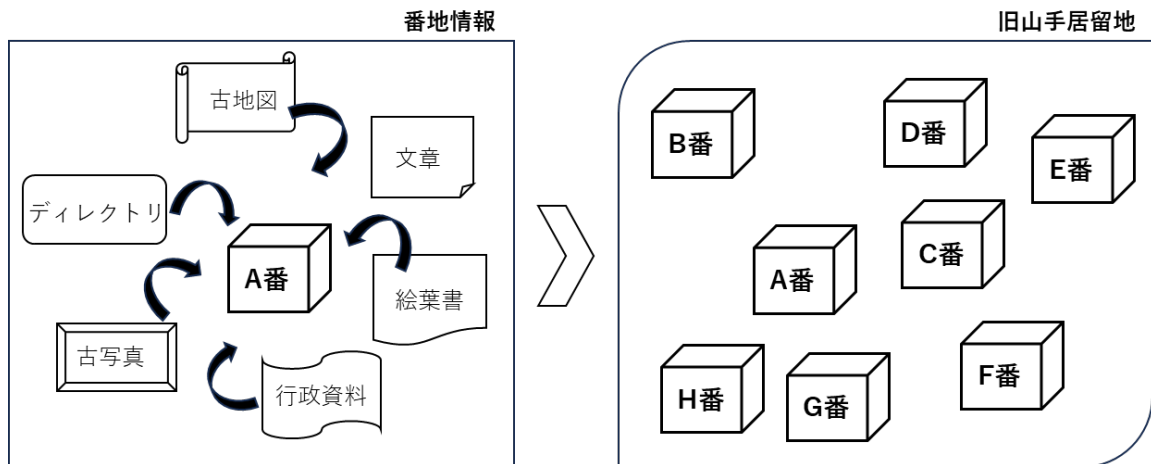 番地情報
古地図
文章
ディレクトリ
A番
絵葉書
古写真
行政資料
旧山手居留地
B番
D番
E番
C番
A番
F番
H番
G番